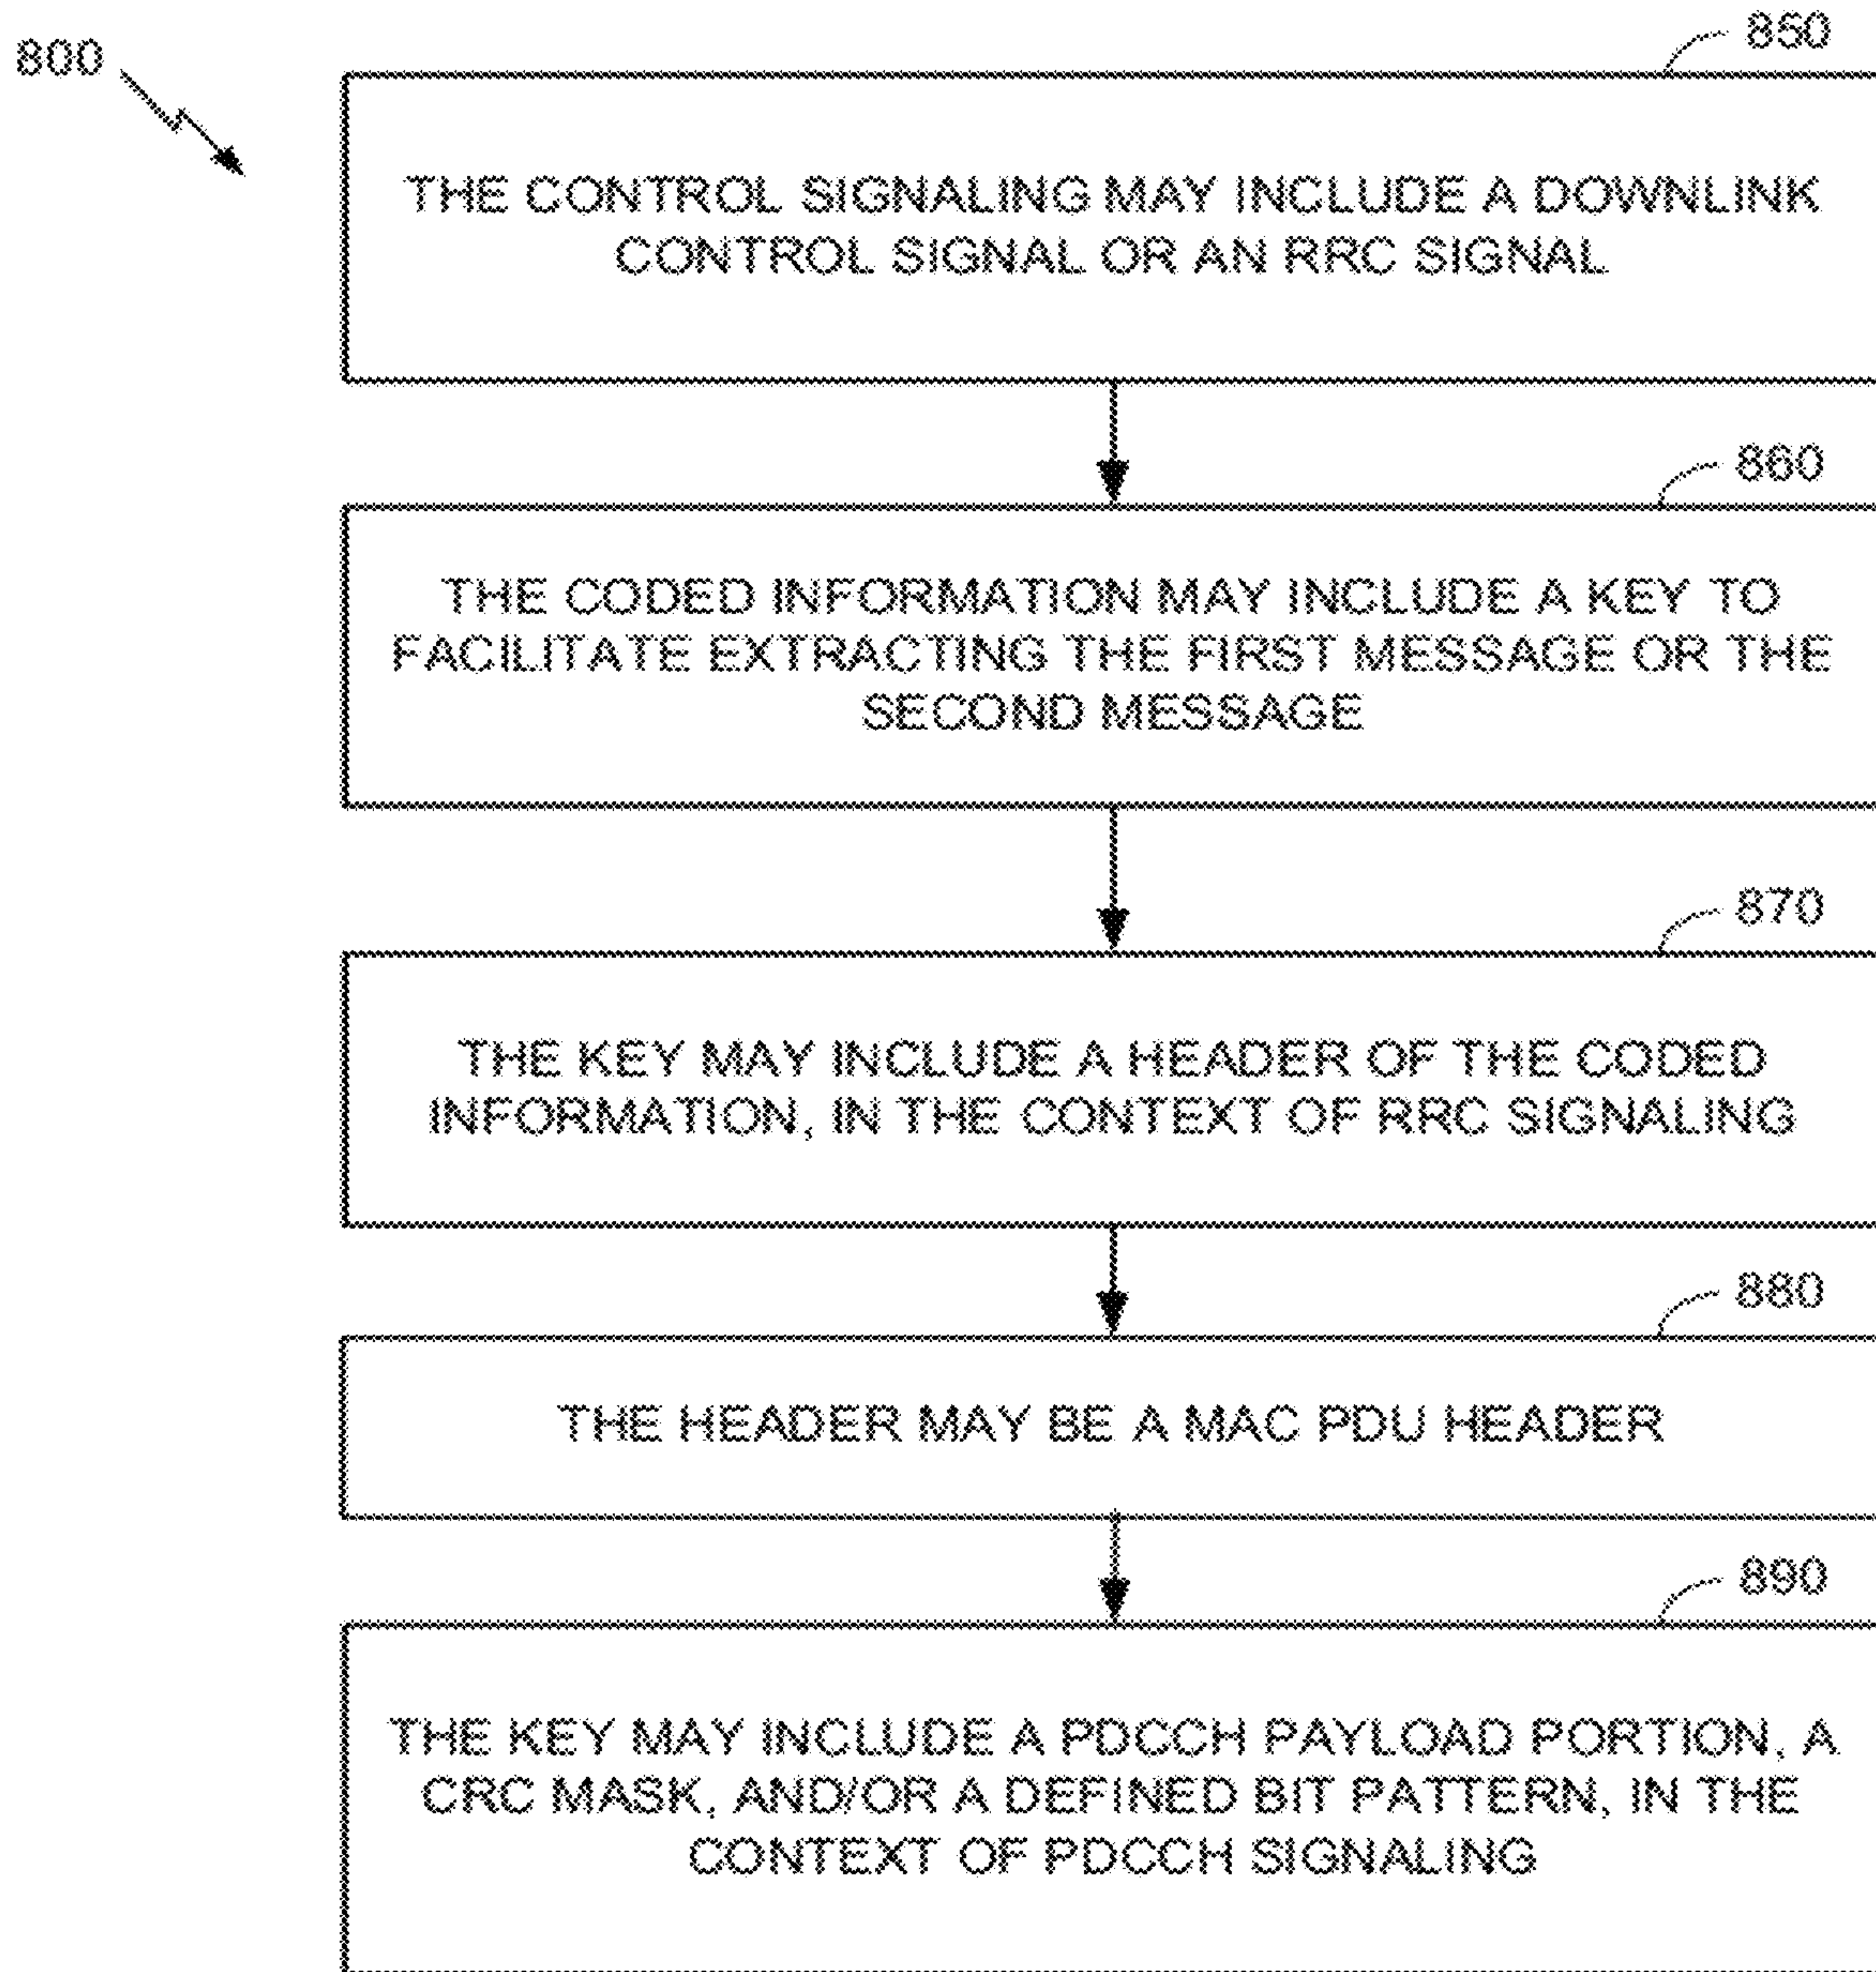 800
850
THE CONTROL SIGNALING MAY INCLUDE A DOWNLINK
CONTROL SIGNAL OR AN RRC SIGNAL
860
THE CODED INFORMATION MAY INCLUDE A KEY TO
FACILITATE EXTRACTING THE FIRST MESSAGE OR THE
SECOND MESSAGE
870
THE KEY MAY INCLUDE A HEADER OF THE CODED
INFORMATION, IN THE CONTEXT OF RRC SIGNALING
880
THE HEADER MAY BE A MAC PDU HEADER
890
THE KEY MAY INCLUDE A PDCCH PAYLOAD PORTION, A
CRC MASK, AND/OR A DEFINED BIT PATTERN, IN THE
CONTEXT OF PDCCH SIGNALING